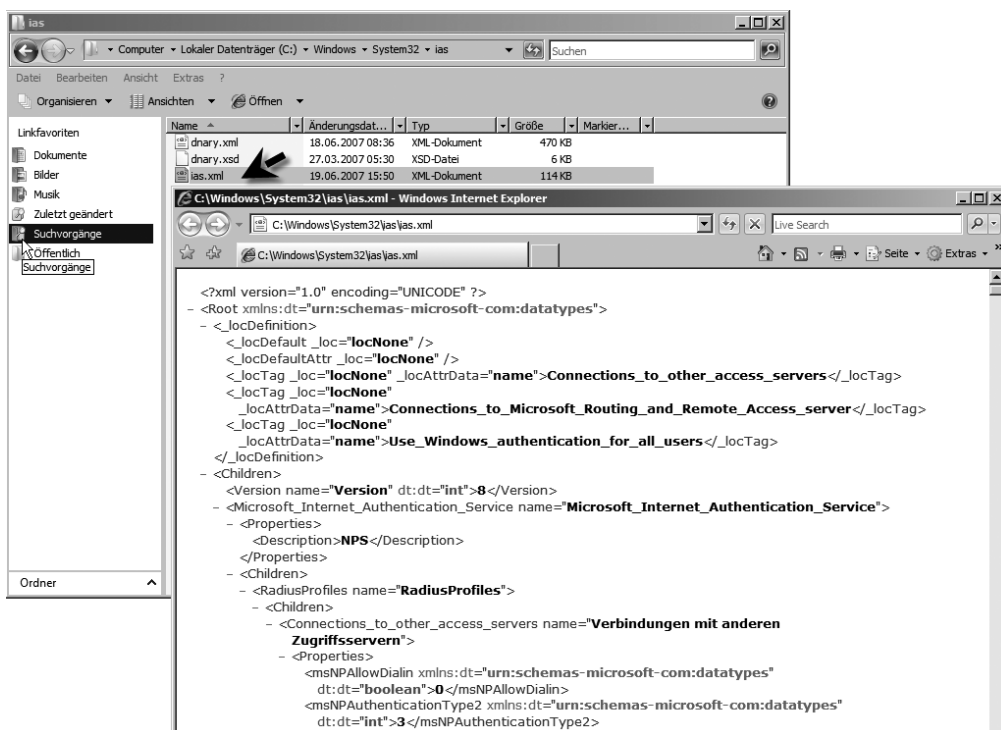 ias
Computer Lokaler Datenträger (C:) Windows System32 ias
Suchen
Datei Bearbeiten Ansicht Extras ?
Organisieren Ansichten Öffnen
Linkfavoriten
Dokumente
Bilder
Musik
Zuletzt geändert
Suchvorgänge
Öffentlich
Suchvorgänge
Ordner
Name Änderungsdat... Typ Größe Markier...
dnary.xml 18.06.2007 08:36 XML-Dokument 470 KB
dnary.xsd 27.03.2007 05:30 XSD-Datei 6 KB
ias.xml 19.06.2007 15:50 XML-Dokument 114 KB
C:\Windows\System32\ias\ias.xml - Windows Internet Explorer
C:\Windows\System32\ias\ias.xml
Live Search
C:\Windows\System32\ias\ias.xml
Seite Extras »
<?xml version="1.0" encoding="UNICODE" ?>
- <Root xmlns:dt="urn:schemas-microsoft-com:datatypes">
- <_locDefinition>
<_locDefault _loc="locNone" />
<_locDefaultAttr _loc="locNone" />
<_locTag _loc="locNone" _locAttrData="name">Connections_to_other_access_servers</_locTag>
<_locTag _loc="locNone"
_locAttrData="name">Connections_to_Microsoft_Routing_and_Remote_Access_server</_locTag>
<_locTag _loc="locNone"
_locAttrData="name">Use_Windows_authentication_for_all_users</_locTag>
</_locDefinition>
- <Children>
<Version name="Version" dt:dt="int">8</Version>
- <Microsoft_Internet_Authentication_Service name="Microsoft_Internet_Authentication_Service">
- <Properties>
<Description>NPS</Description>
</Properties>
- <Children>
- <RadiusProfiles name="RadiusProfiles">
- <Children>
- <Connections_to_other_access_servers name="Verbindungen mit anderen
Zugriffsservern">
- <Properties>
<msNPAllowDialin xmlns:dt="urn:schemas-microsoft-com:datatypes"
dt:dt="boolean">0</msNPAllowDialin>
<msNPAuthenticationType2 xmlns:dt="urn:schemas-microsoft-com:datatypes"
dt:dt="int">3</msNPAuthenticationType2>